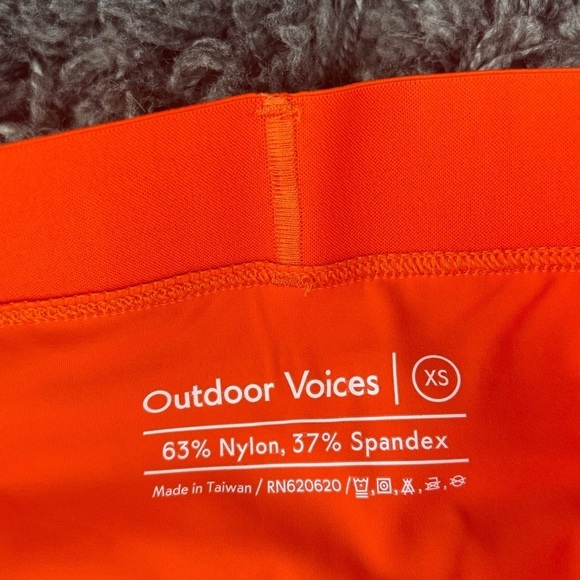 Outdoor Voices | XS
63% Nylon, 37% Spandex
Made in Taiwan / RN620620 /